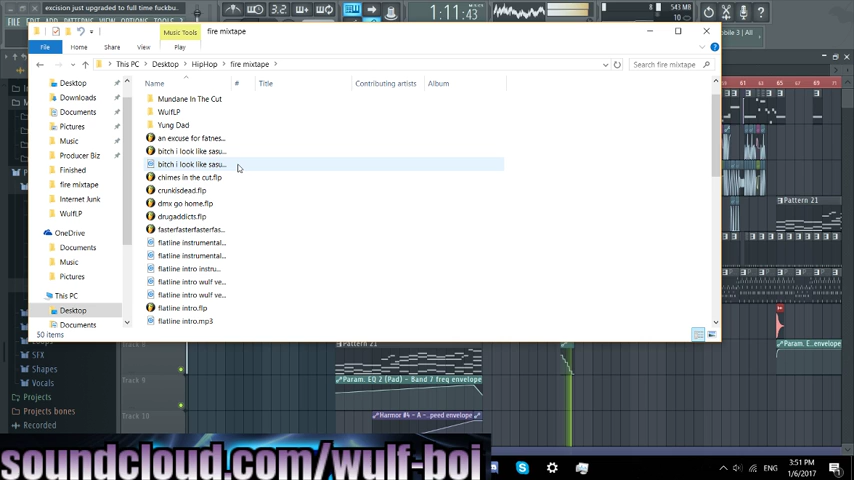 excision just upgraded to full time fuckbu...
1:11:43
543 MB
Music Tools
fire mixtape
File Home Share View Play
This PC > Desktop > HipHop > fire mixtape >
Search fire mixtape
Name # Title Contributing artists Album
Desktop
Downloads
Documents
Pictures
Music
Producer Biz
Finished
fire mixtape
Internet Junk
WulfLP
OneDrive
Documents
Music
Pictures
This PC
Desktop
Documents
Mundane In The Cut
WulfLP
Yung Dad
an excuse for fatnes...
bitch i look like sasu...
bitch i look like sasu...
chimes in the cut.flp
crunkisdead.flp
dmx go home.flp
drugaddicts.flp
fasterfasterfasterfas...
flatline instrumental...
flatline instrumental...
flatline intro instru...
flatline intro wulf ve...
flatline intro wulf ve...
flatline intro.flp
flatline intro.mp3
50 items
Pattern 21
Pattern 21
Param. E...envelope
SFX
Shapes
Vocals
Projects
Projects bones
Recorded
Track 9
Param. EQ 2 (Pad) - Band 7 freq envelope
Track 10
Harmor #4 - A - ...peed envelope
soundcloud.com/wulf-boi
ENG
3:51 PM
1/6/2017